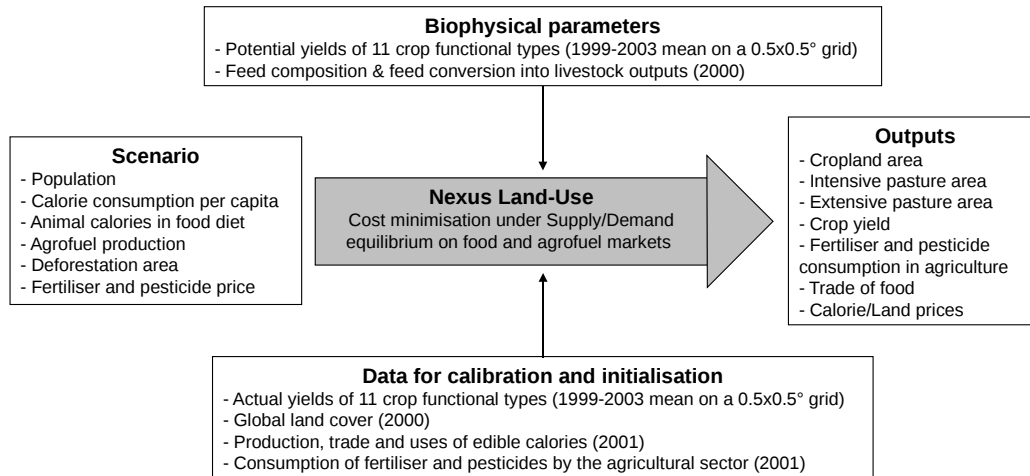 Biophysical parameters
- Potential yields of 11 crop functional types (1999-2003 mean on a 0.5x0.5° grid)
- Feed composition & feed conversion into livestock outputs (2000)
Scenario
- Population
- Calorie consumption per capita
- Animal calories in food diet
- Agrofuel production
- Deforestation area
- Fertiliser and pesticide price
Nexus Land-Use
Cost minimisation under Supply/Demand
equilibrium on food and agrofuel markets
Outputs
- Cropland area
- Intensive pasture area
- Extensive pasture area
- Crop yield
- Fertiliser and pesticide
consumption in agriculture
- Trade of food
- Calorie/Land prices
Data for calibration and initialisation
- Actual yields of 11 crop functional types (1999-2003 mean on a 0.5x0.5° grid)
- Global land cover (2000)
- Production, trade and uses of edible calories (2001)
- Consumption of fertiliser and pesticides by the agricultural sector (2001)